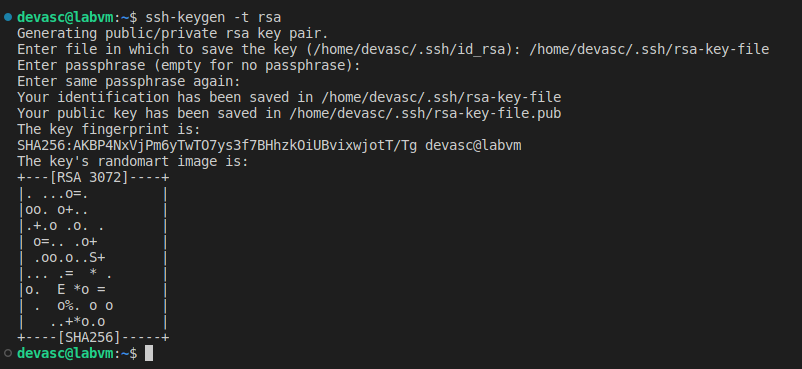 devasc@labvm:~$ ssh-keygen -t rsa
Generating public/private rsa key pair.
Enter file in which to save the key (/home/devasc/.ssh/id_rsa): /home/devasc/.ssh/rsa-key-file
Enter passphrase (empty for no passphrase):
Enter same passphrase again:
Your identification has been saved in /home/devasc/.ssh/rsa-key-file
Your public key has been saved in /home/devasc/.ssh/rsa-key-file.pub
The key fingerprint is:
SHA256:AKBP4NxVjPm6yTwTO7ys3f7BHhzkOiUBvixwjotT/Tg devasc@labvm
The key's randomart image is:
+---[RSA 3072]----+
|. ...o=.         |
|oo. o+..         |
|.+.o .o. .       |
| o=.. .o+        |
| .oo.o..S+       |
|... .=  * .      |
|o.  E *o =       |
| .  o%. o o      |
|   ..+*o.o       |
+----[SHA256]-----+
devasc@labvm:~$